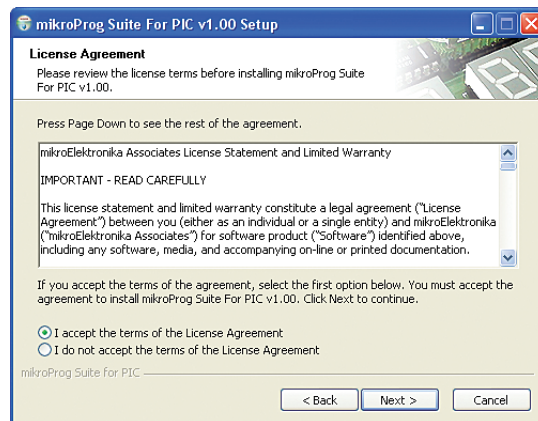 mikroProg Suite For PIC v1.00 Setup
License Agreement
Please review the license terms before installing mikroProg Suite
For PIC v1.00.
Press Page Down to see the rest of the agreement.
mikroElektronika Associates License Statement and Limited Warranty
IMPORTANT - READ CAREFULLY
This license statement and limited warranty constitute a legal agreement ("License
Agreement") between you (either as an individual or a single entity) and mikroElektronika
("mikroElektronika Associates") for software product ("Software") identified above,
including any software, media, and accompanying on-line or printed documentation.
If you accept the terms of the agreement, select the first option below. You must accept the
agreement to install mikroProg Suite For PIC v1.00. Click Next to continue.
I accept the terms of the License Agreement
I do not accept the terms of the License Agreement
mikroProg Suite for PIC
< Back
Next >
Cancel